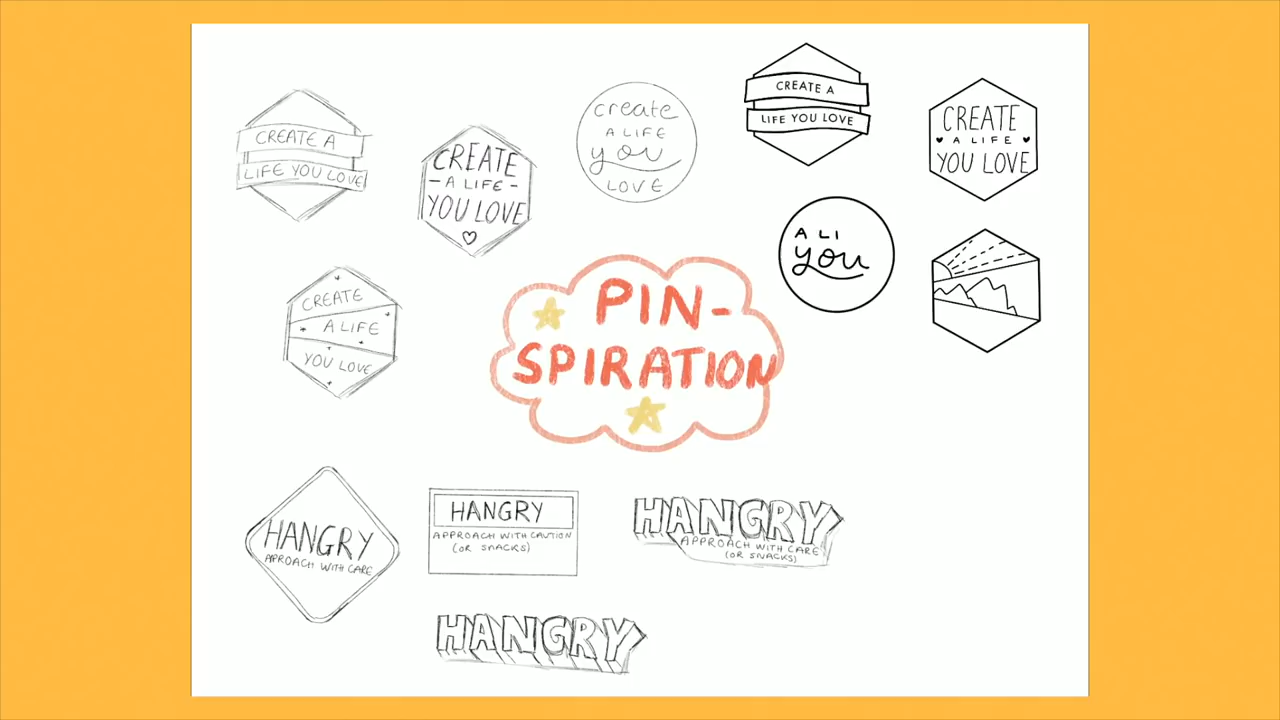 CREATE A
LIFE YOU LOVE
CREATE
- A LIFE -
YOU LOVE
create
A LIFE
you
LOVE
CREATE A
LIFE YOU LOVE
CREATE
A LIFE
YOU LOVE
A LI
you
CREATE
A LIFE
YOU LOVE
PIN-
SPIRATION
HANGRY
APROACH WITH CARE
HANGRY
APPROACH WITH CAUTION
(OR SNACKS)
HANGRY
APPROACH WITH CARE
(OR SNACKS)
HANGRY